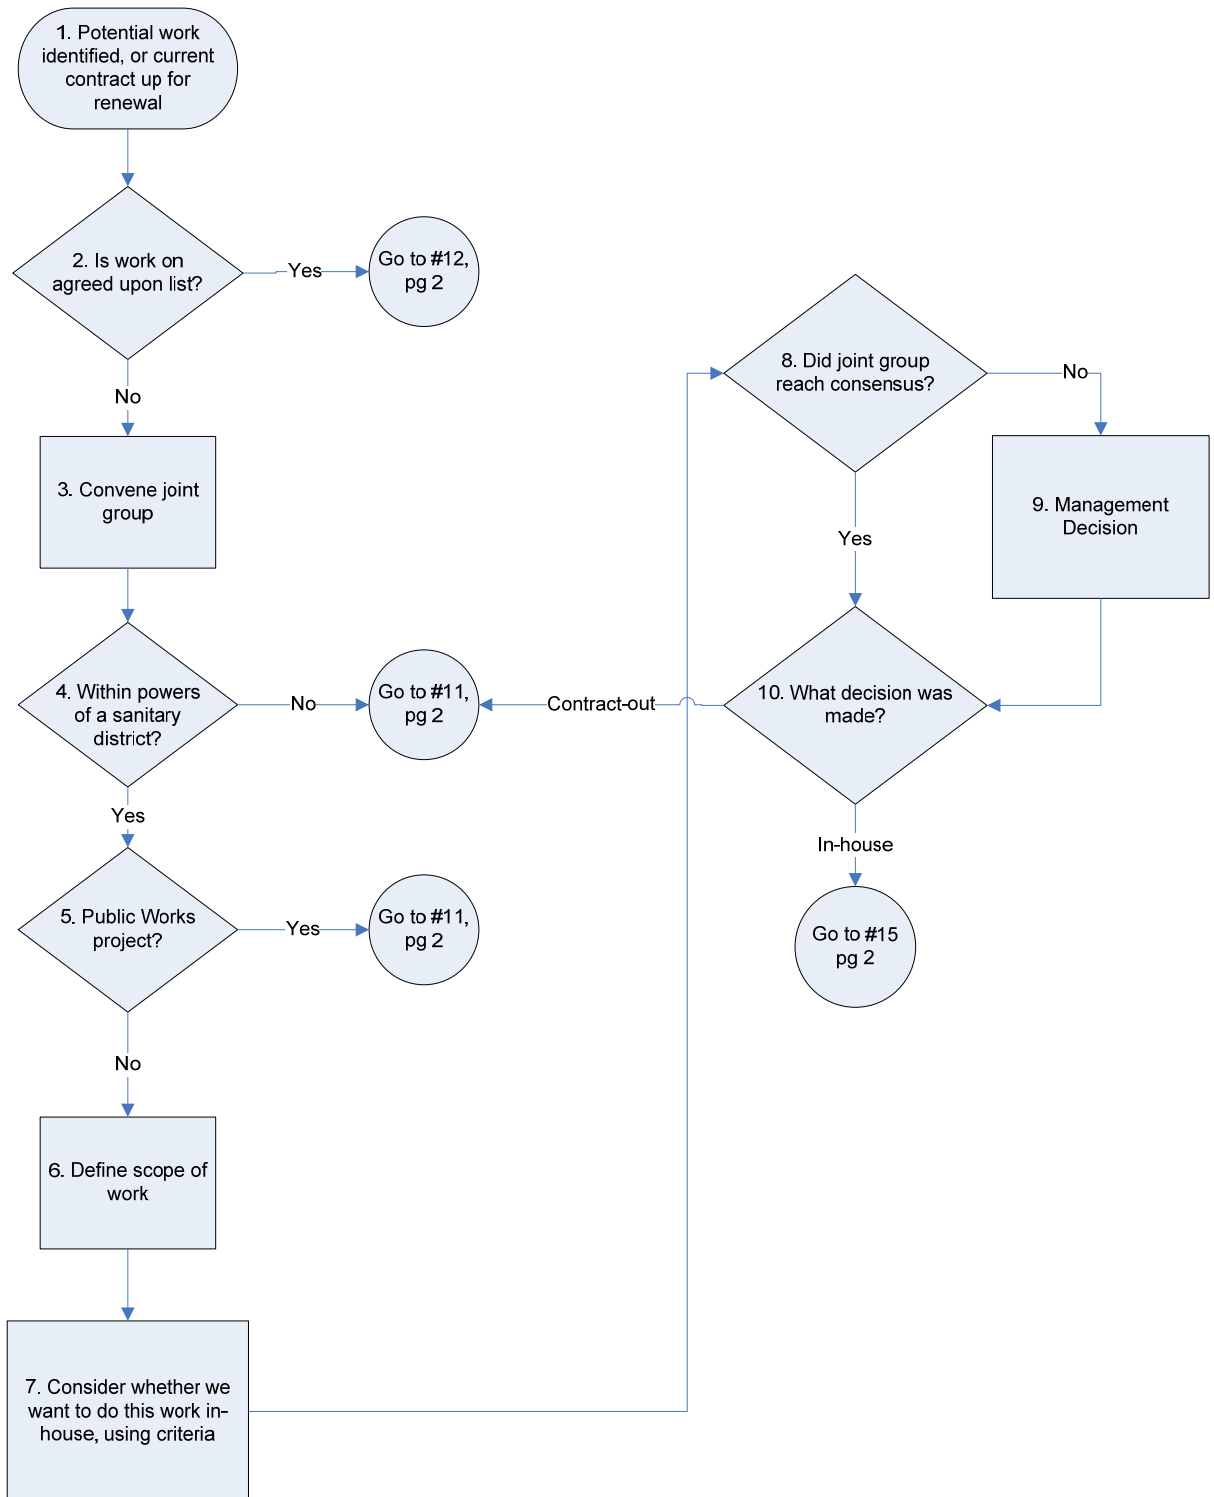 1. Potential work
identified, or current
contract up for
renewal
2. Is work on
agreed upon list?
Yes
Go to #12,
pg 2
No
3. Convene joint
group
4. Within powers
of a sanitary
district?
No
Go to #11,
pg 2
Yes
5. Public Works
project?
Yes
Go to #11,
pg 2
No
6. Define scope of
work
7. Consider whether we
want to do this work in-
house, using criteria
8. Did joint group
reach consensus?
No
9. Management
Decision
Yes
10. What decision was
made?
Contract-out
In-house
Go to #15
pg 2